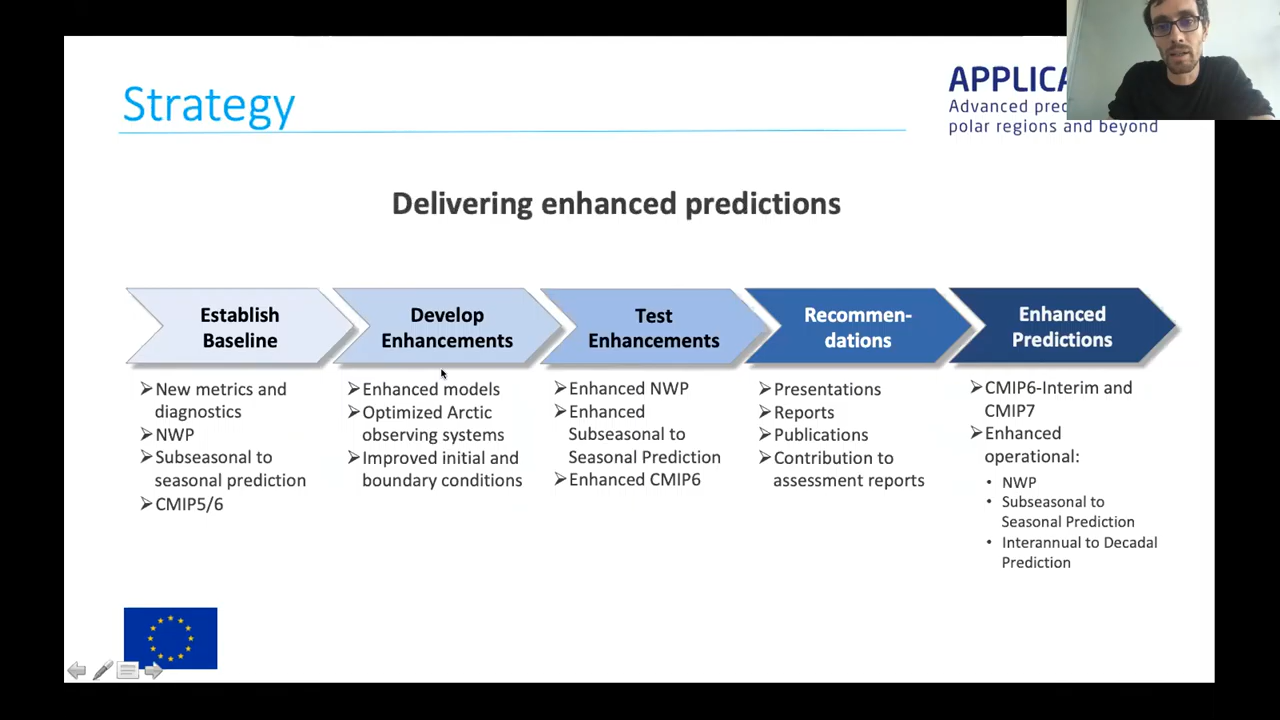 Strategy
APPLICA
Advanced pred
polar regions and beyond
Delivering enhanced predictions
Establish
Baseline
➢New metrics and
diagnostics
➢NWP
➢Subseasonal to
seasonal prediction
➢CMIP5/6
Develop
Enhancements
➢Enhanced models
➢Optimized Arctic
observing systems
➢Improved initial and
boundary conditions
Test
Enhancements
➢Enhanced NWP
➢Enhanced
Subseasonal to
Seasonal Prediction
➢Enhanced CMIP6
Recommen-
dations
➢Presentations
➢Reports
➢Publications
➢Contribution to
assessment reports
Enhanced
Predictions
➢CMIP6-Interim and
CMIP7
➢Enhanced
operational:
• NWP
• Subseasonal to
Seasonal Prediction
• Interannual to Decadal
Prediction